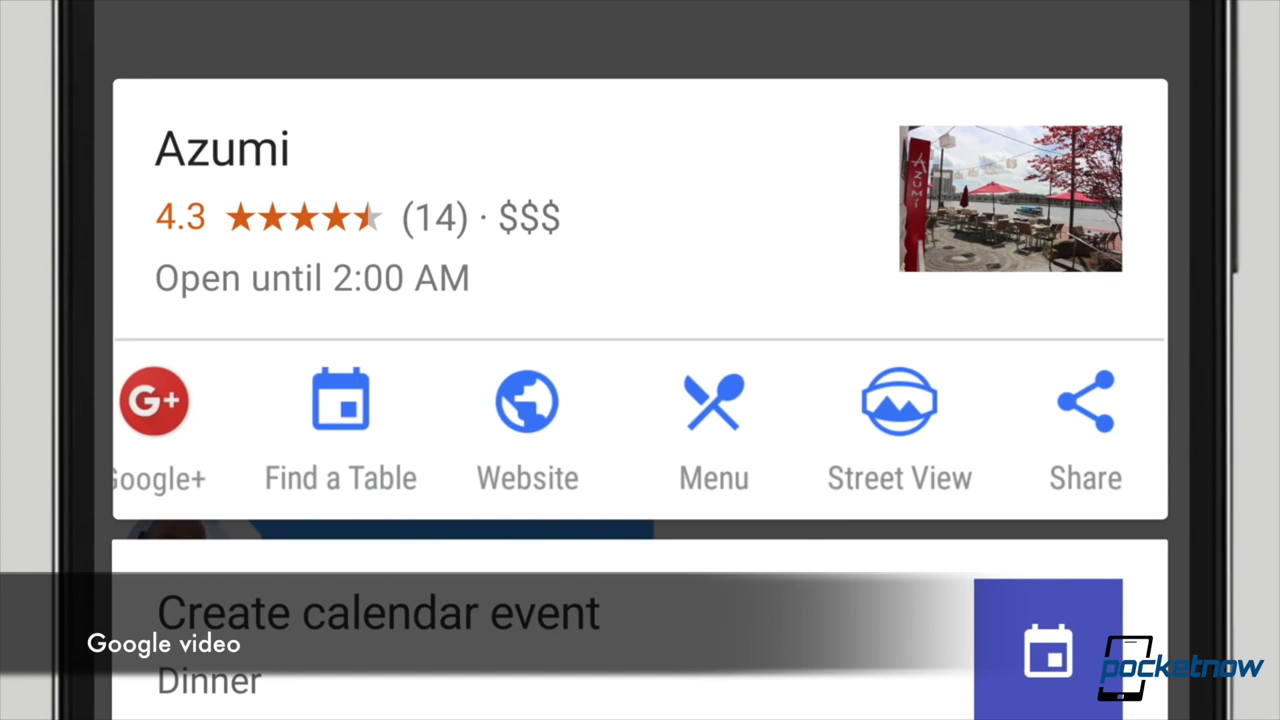 Azumi
4.3 (14) · $$$
Open until 2:00 AM
AZUMI
G+
Google+
Find a Table
Website
Menu
Street View
Share
Create calendar event
Google video
Dinner
pocketnow